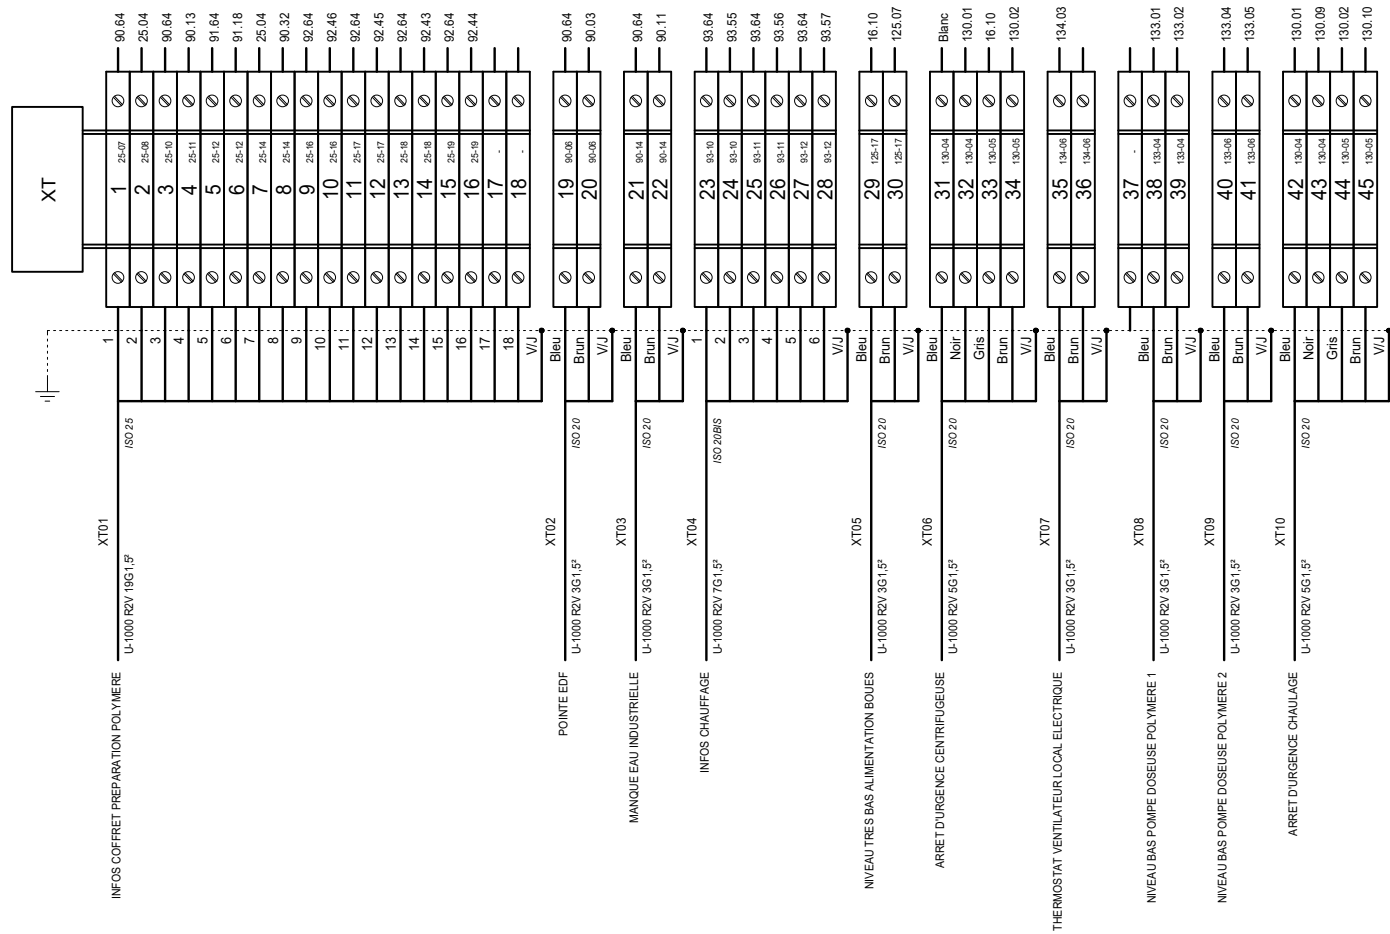 XT
90.64 25.04 90.64 90.13 91.64 91.18 25.04 90.32 92.64 92.46 92.64 92.45 92.64 92.43 92.64 92.44
90.64 90.03
90.64 90.11
93.64 93.55 93.64 93.56 93.64 93.57
16.10 125.07
Blanc 130.01 16.10 130.02
134.03
133.01 133.02
133.04 133.05
130.01 130.09 130.02 130.10
25-07 25-08 25-10 25-11 25-12 25-12 25-14 25-14 25-16 25-16 25-17 25-17 25-18 25-18 25-19 25-19 - -
90-06 90-06
90-14 90-14
93-10 93-10 93-11 93-11 93-12 93-12
125-17 125-17
130-04 130-04 130-05 130-05
134-06 134-06
- 133-04 133-04
133-06 133-06
130-04 130-04 130-05 130-05
1 2 3 4 5 6 7 8 9 10 11 12 13 14 15 16 17 18
19 20
21 22
23 24 25 26 27 28
29 30
31 32 33 34
35 36
37 38 39
40 41
42 43 44 45
1 2 3 4 5 6 7 8 9 10 11 12 13 14 15 16 17 18 V/J
Bleu Brun V/J
Bleu Brun V/J
1 2 3 4 5 6 V/J
Bleu Brun V/J
Bleu Noir Gris Brun V/J
Bleu V/J
Bleu Brun V/J
Bleu Brun V/J
Bleu Noir Gris Brun V/J
ISO 25
ISO 20
ISO 20
ISO 20BIS
ISO 20
ISO 20
ISO 20
ISO 20
ISO 20
ISO 20
XT01
U-1000 R2V 19G1,5²
INFOS COFFRET PREPARATION POLYMERE
XT02
U-1000 R2V 3G1,5²
POINTE EDF
XT03
U-1000 R2V 3G1,5²
MANQUE EAU INDUSTRIELLE
XT04
U-1000 R2V 7G1,5²
INFOS CHAUFFAGE
XT05
U-1000 R2V 3G1,5²
NIVEAU TRES BAS ALIMENTATION BOUES
XT06
U-1000 R2V 5G1,5²
ARRET D'URGENCE CENTRIFUGEUSE
XT07
U-1000 R2V 3G1,5²
THERMOSTAT VENTILATEUR LOCAL ELECTRIQUE
XT08
U-1000 R2V 3G1,5²
NIVEAU BAS POMPE DOSEUSE POLYMERE 1
XT09
U-1000 R2V 3G1,5²
NIVEAU BAS POMPE DOSEUSE POLYMERE 2
XT10
U-1000 R2V 5G1,5²
ARRET D'URGENCE CHAULAGE